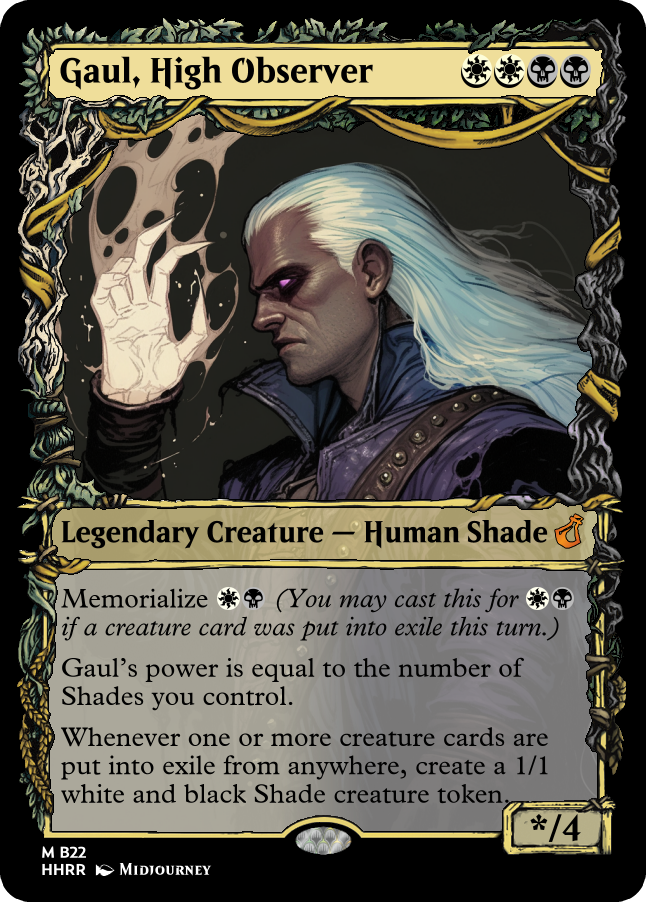 Gaul, High Observer
Legendary Creature — Human Shade
Memorialize (You may cast this for
if a creature card was put into exile this turn.)
Gaul's power is equal to the number of
Shades you control.
Whenever one or more creature cards are
put into exile from anywhere, create a 1/1
white and black Shade creature token.
*/4
M B22
HHRR MIDJOURNEY